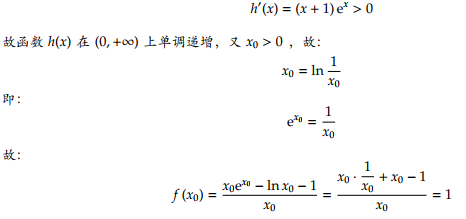 h′(x) = (x + 1) eˣ > 0
故函数 h(x) 在 (0, +∞) 上单调递增，又 x₀ > 0 ，故：
x₀ = ln 1/x₀
即：
e^{x₀} = 1/x₀
故：
f(x₀) = (x₀e^{x₀} − ln x₀ − 1)/x₀ = (x₀ · 1/x₀ + x₀ − 1)/x₀ = 1